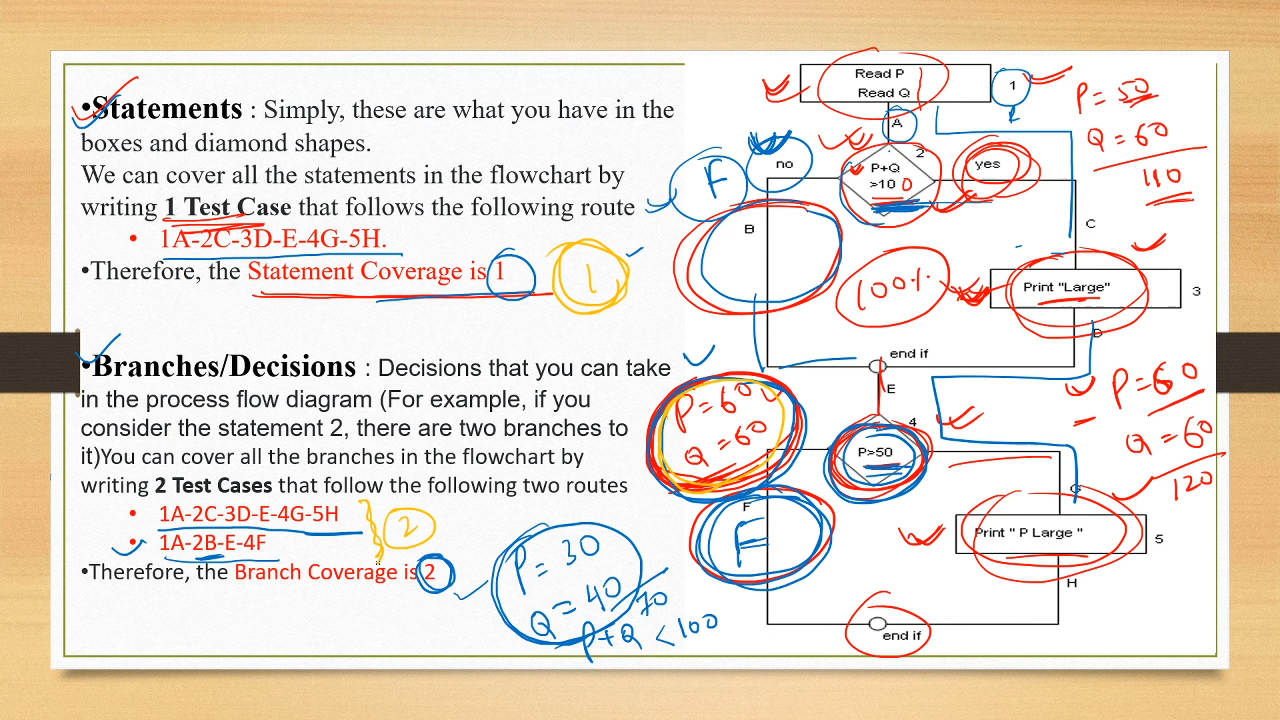 •Statements : Simply, these are what you have in the
boxes and diamond shapes.
We can cover all the statements in the flowchart by
writing 1 Test Case that follows the following route
• 1A-2C-3D-E-4G-5H.
•Therefore, the Statement Coverage is 1
1
•Branches/Decisions : Decisions that you can take
in the process flow diagram (For example, if you
consider the statement 2, there are two branches to
it)You can cover all the branches in the flowchart by
writing 2 Test Cases that follow the following two routes
• 1A-2C-3D-E-4G-5H
• 1A-2B-E-4F
2
•Therefore, the Branch Coverage is 2
P = 30
Q = 40
70
P+Q < 100
Read P
Read Q
1
A
2
P+Q
>100
no
yes
F
B
C
Print "Large"
3
D
100%
end if
E
4
P>50
P = 60
Q = 60
F
F
G
Print " P Large "
5
H
end if
P = 50
Q = 60
110
P = 60
Q = 60
120